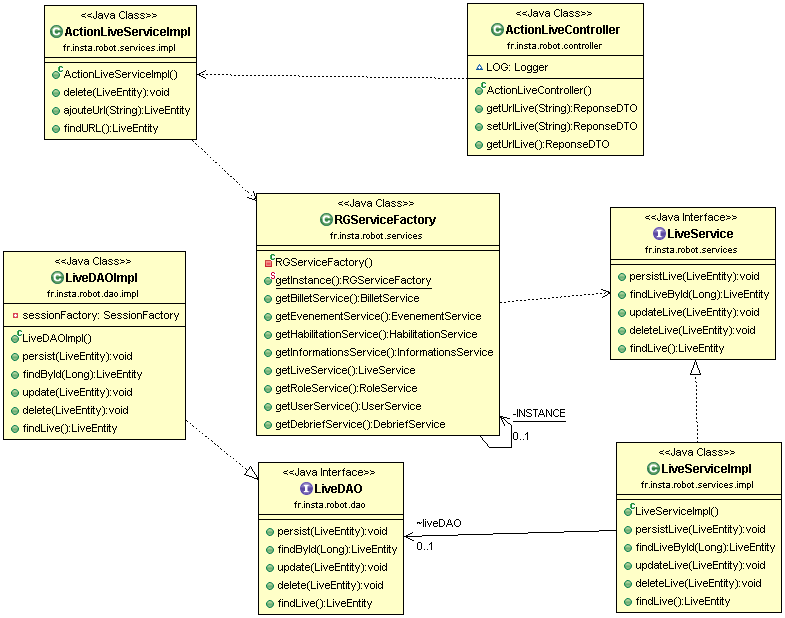 <<Java Class>>
ActionLiveServiceImpl
fr.insta.robot.services.impl
ActionLiveServiceImpl()
delete(LiveEntity):void
ajouteUrl(String):LiveEntity
findURL():LiveEntity
<<Java Class>>
ActionLiveController
fr.insta.robot.controller
LOG: Logger
ActionLiveController()
getUrlLive(String):ReponseDTO
setUrlLive(String):ReponseDTO
getUrlLive():ReponseDTO
<<Java Class>>
RGServiceFactory
fr.insta.robot.services
RGServiceFactory()
getInstance():RGServiceFactory
getBilletService():BilletService
getEvenementService():EvenementService
getHabilitationService():HabilitationService
getInformationsService():InformationsService
getLiveService():LiveService
getRoleService():RoleService
getUserService():UserService
getDebriefService():DebriefService
-INSTANCE
0..1
<<Java Interface>>
LiveService
fr.insta.robot.services
persistLive(LiveEntity):void
findLiveById(Long):LiveEntity
updateLive(LiveEntity):void
deleteLive(LiveEntity):void
findLive():LiveEntity
<<Java Class>>
LiveDAOImpl
fr.insta.robot.dao.impl
sessionFactory: SessionFactory
LiveDAOImpl()
persist(LiveEntity):void
findById(Long):LiveEntity
update(LiveEntity):void
delete(LiveEntity):void
findLive():LiveEntity
<<Java Interface>>
LiveDAO
fr.insta.robot.dao
persist(LiveEntity):void
findById(Long):LiveEntity
update(LiveEntity):void
delete(LiveEntity):void
findLive():LiveEntity
~liveDAO
0..1
<<Java Class>>
LiveServiceImpl
fr.insta.robot.services.impl
LiveServiceImpl()
persistLive(LiveEntity):void
findLiveById(Long):LiveEntity
updateLive(LiveEntity):void
deleteLive(LiveEntity):void
findLive():LiveEntity